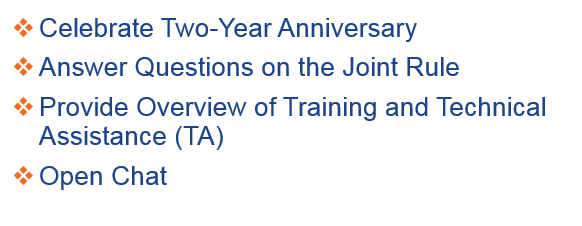 ❖ Celebrate Two-Year Anniversary
❖ Answer Questions on the Joint Rule
❖ Provide Overview of Training and Technical
Assistance (TA)
❖ Open Chat